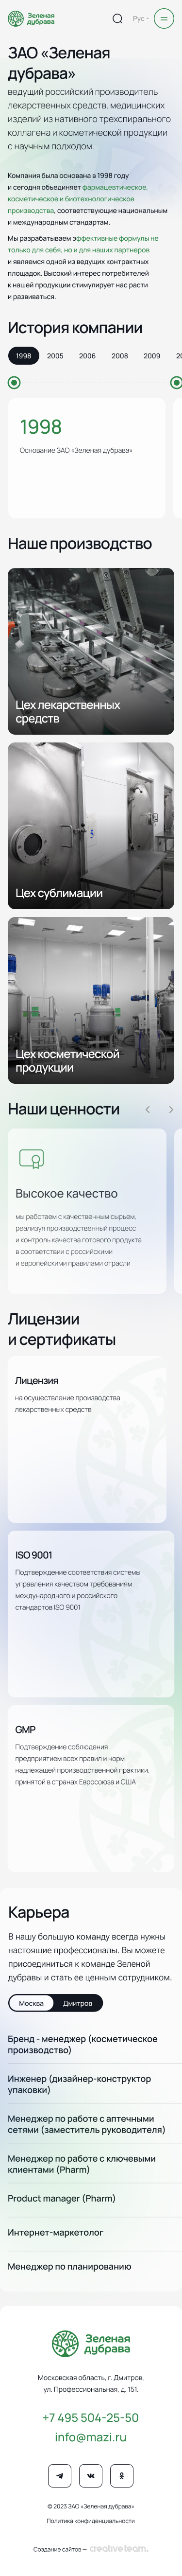 Зеленая
дубрава
Рус
ЗАО «Зеленая
дубрава»
ведущий российский производитель
лекарственных средств, медицинских
изделий из нативного трехспирального
коллагена и косметической продукции
с научным подходом.
Компания была основана в 1998 году
и сегодня объединяет фармацевтическое,
косметическое и биотехнологическое
производства, соответствующие национальным
и международным стандартам.
Мы разрабатываем эффективные формулы не
только для себя, но и для наших партнеров
и являемся одной из ведущих контрактных
площадок. Высокий интерес потребителей
к нашей продукции стимулирует нас расти
и развиваться.
История компании
1998 2005 2006 2008 2009
1998
Основание ЗАО «Зеленая дубрава»
Наше производство
Цех лекарственных
средств
Цех сублимации
Цех косметической
продукции
Наши ценности
Высокое качество
мы работаем с качественным сырьем,
реализуя производственный процесс
и контроль качества готового продукта
в соответствии с российскими
и европейскими правилами отрасли
Лицензии
и сертификаты
Лицензия
на осуществление производства
лекарственных средств
ISO 9001
Подтверждение соответствия системы
управления качеством требованиям
международного и российского
стандартов ISO 9001
GMP
Подтверждение соблюдения
предприятием всех правил и норм
надлежащей производственной практики,
принятой в странах Евросоюза и США
Карьера
В нашу большую команду всегда нужны
настоящие профессионалы. Вы можете
присоединиться к команде Зеленой
дубравы и стать ее ценным сотрудником.
Москва Дмитров
Бренд - менеджер (косметическое
производство)
Инженер (дизайнер-конструктор
упаковки)
Менеджер по работе с аптечными
сетями (заместитель руководителя)
Менеджер по работе с ключевыми
клиентами (Pharm)
Product manager (Pharm)
Интернет-маркетолог
Менеджер по планированию
Зеленая
дубрава
Московская область, г. Дмитров,
ул. Профессиональная, д. 151.
+7 495 504-25-50
info@mazi.ru
© 2023 ЗАО «Зеленая дубрава»
Политика конфиденциальности
Создание сайтов — creativeteam.